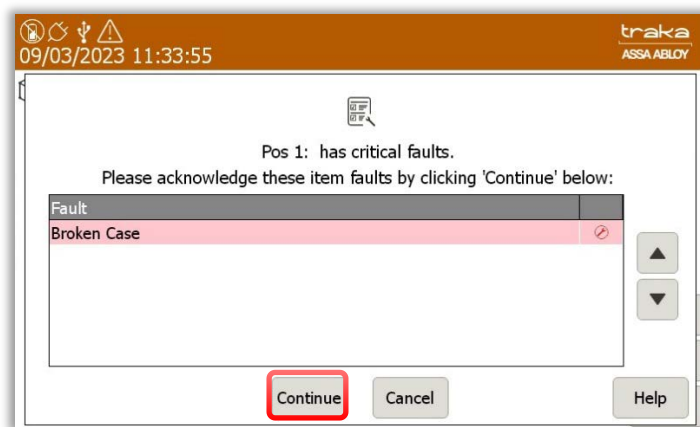 traka
09/03/2023 11:33:55
ASSA ABLOY
Pos 1: has critical faults.
Please acknowledge these item faults by clicking 'Continue' below:
Fault
Broken Case
Continue
Cancel
Help